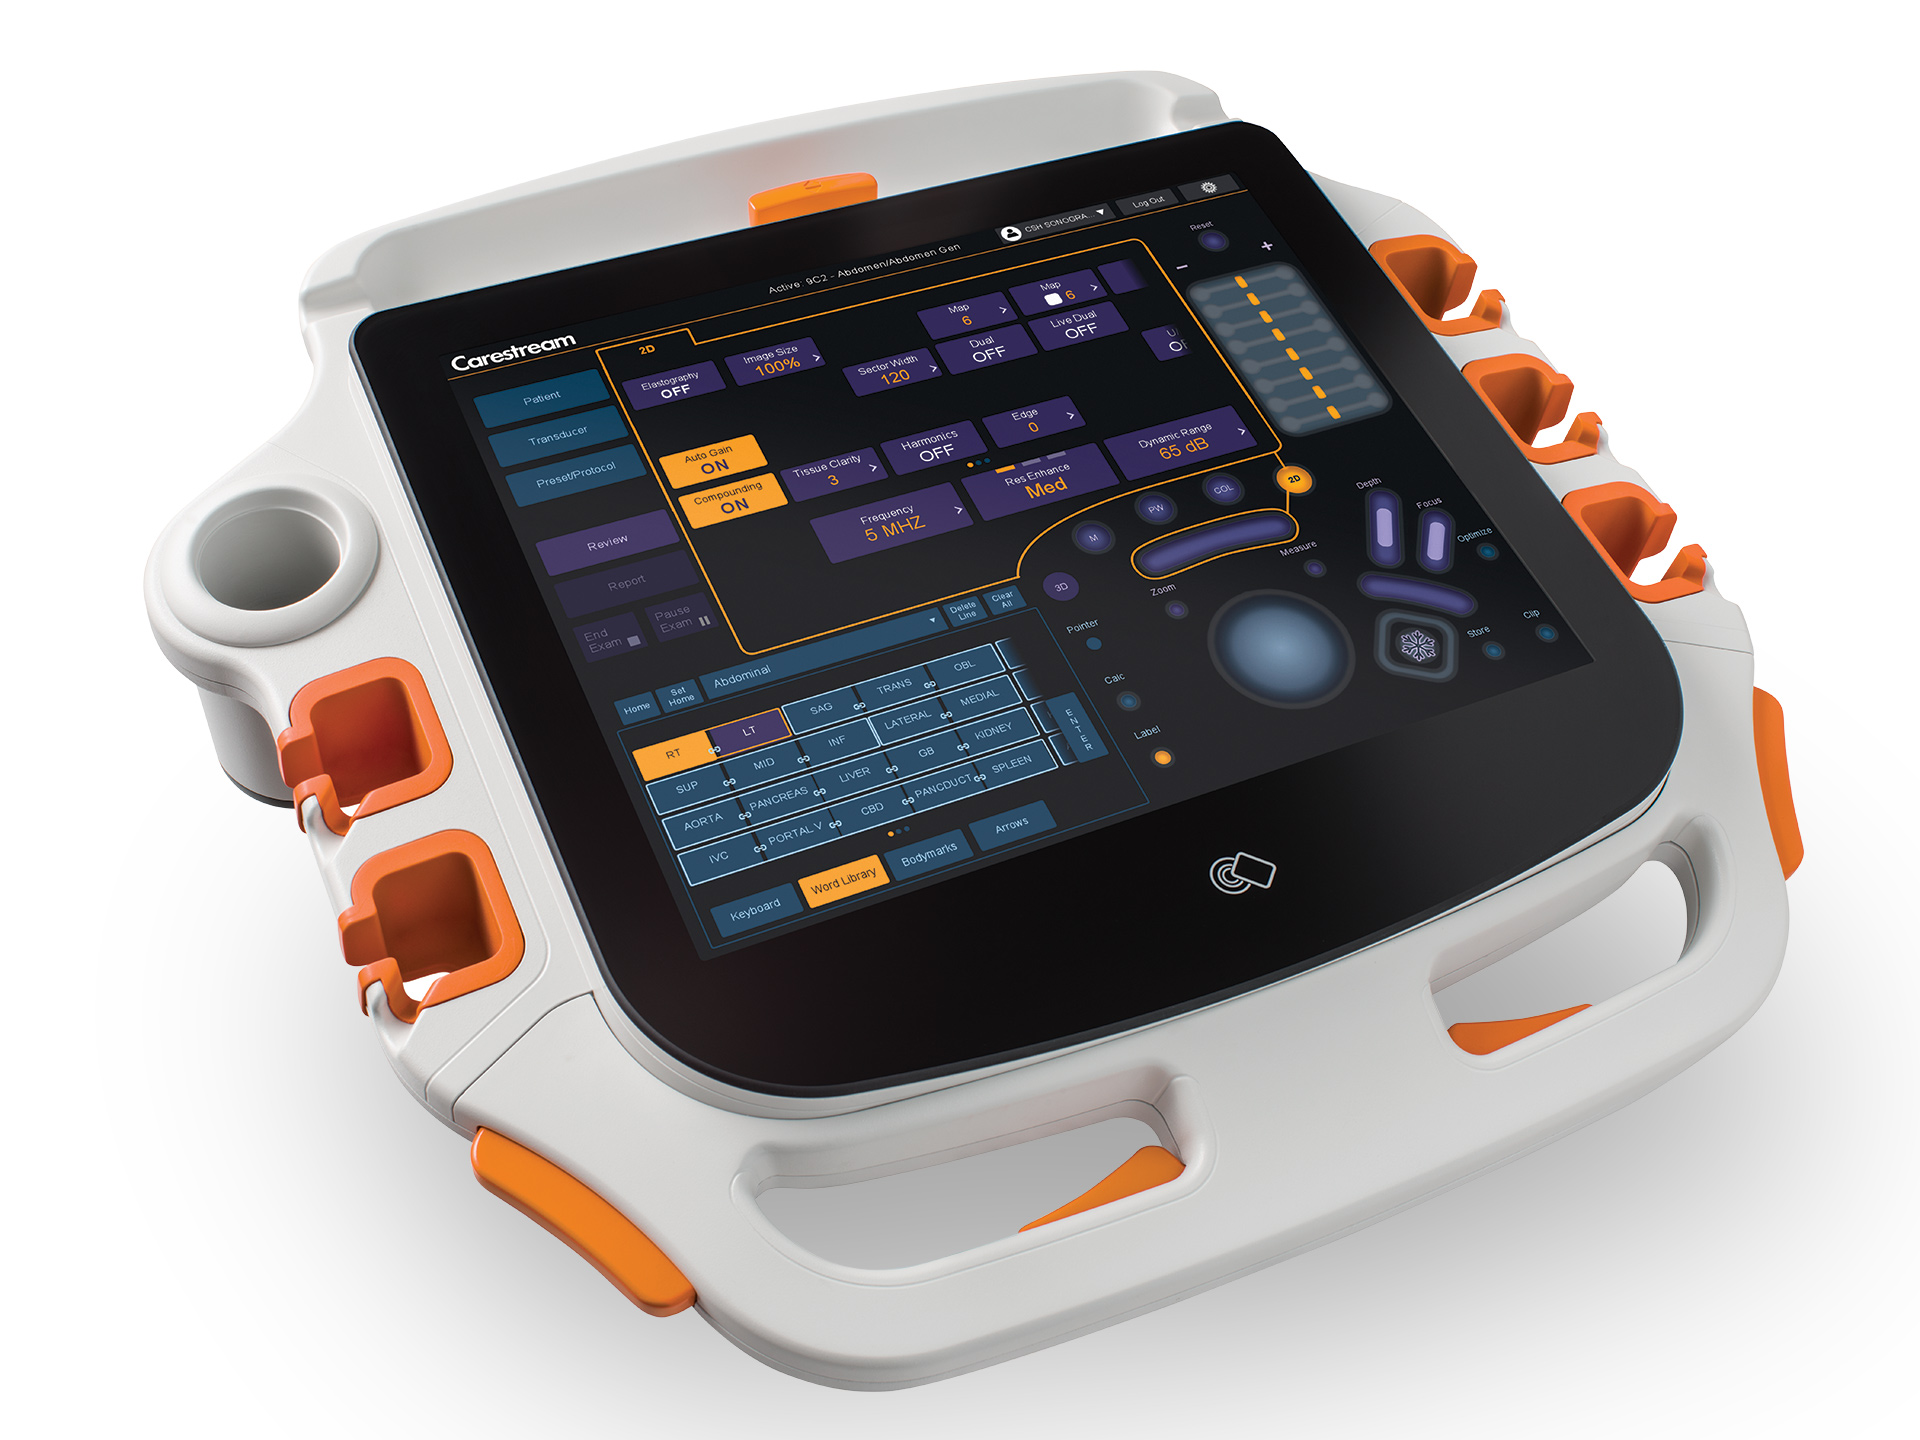 Active: 9C2 - Abdomen/Abdomen Gen
CSH SONOGRA...
Log Out
Carestream
Patient
Transducer
Preset/Protocol
Review
Report
End
Exam
Pause
Exam
2D
Elastography
OFF
Image Size
100%
Sector Width
120
Map
6
Dual
OFF
Map
6
Live Dual
OFF
Auto Gain
ON
Compounding
ON
Tissue Clarity
3
Harmonics
OFF
Edge
0
Frequency
5 MHZ
Res Enhance
Med
Dynamic Range
65 dB
Reset
− +
M
PW
COL
2D
3D
Depth
Focus
Optimize
Measure
Zoom
Pointer
Calc
Label
Store
Clip
Home
Set
Home
Abdominal
Delete
Line
Clear
All
RT LT SAG TRANS OBL
SUP MID INF LATERAL MEDIAL
AORTA PANCREAS LIVER GB KIDNEY
IVC PORTAL V CBD PANCDUCT SPLEEN
ENTER
Keyboard
Word Library
Bodymarks
Arrows